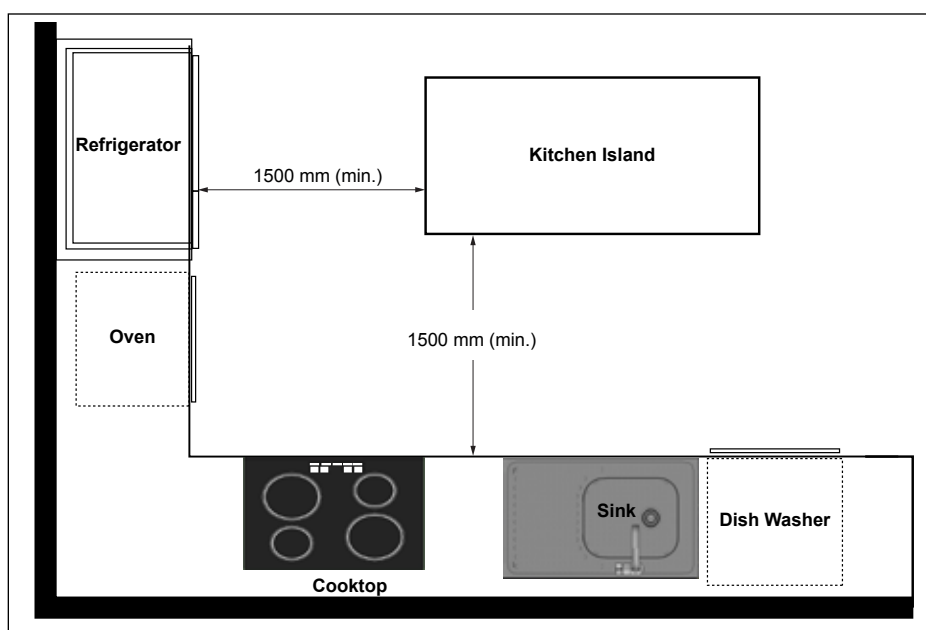 Refrigerator
Kitchen Island
1500 mm (min.)
Oven
1500 mm (min.)
Sink
Dish Washer
Cooktop